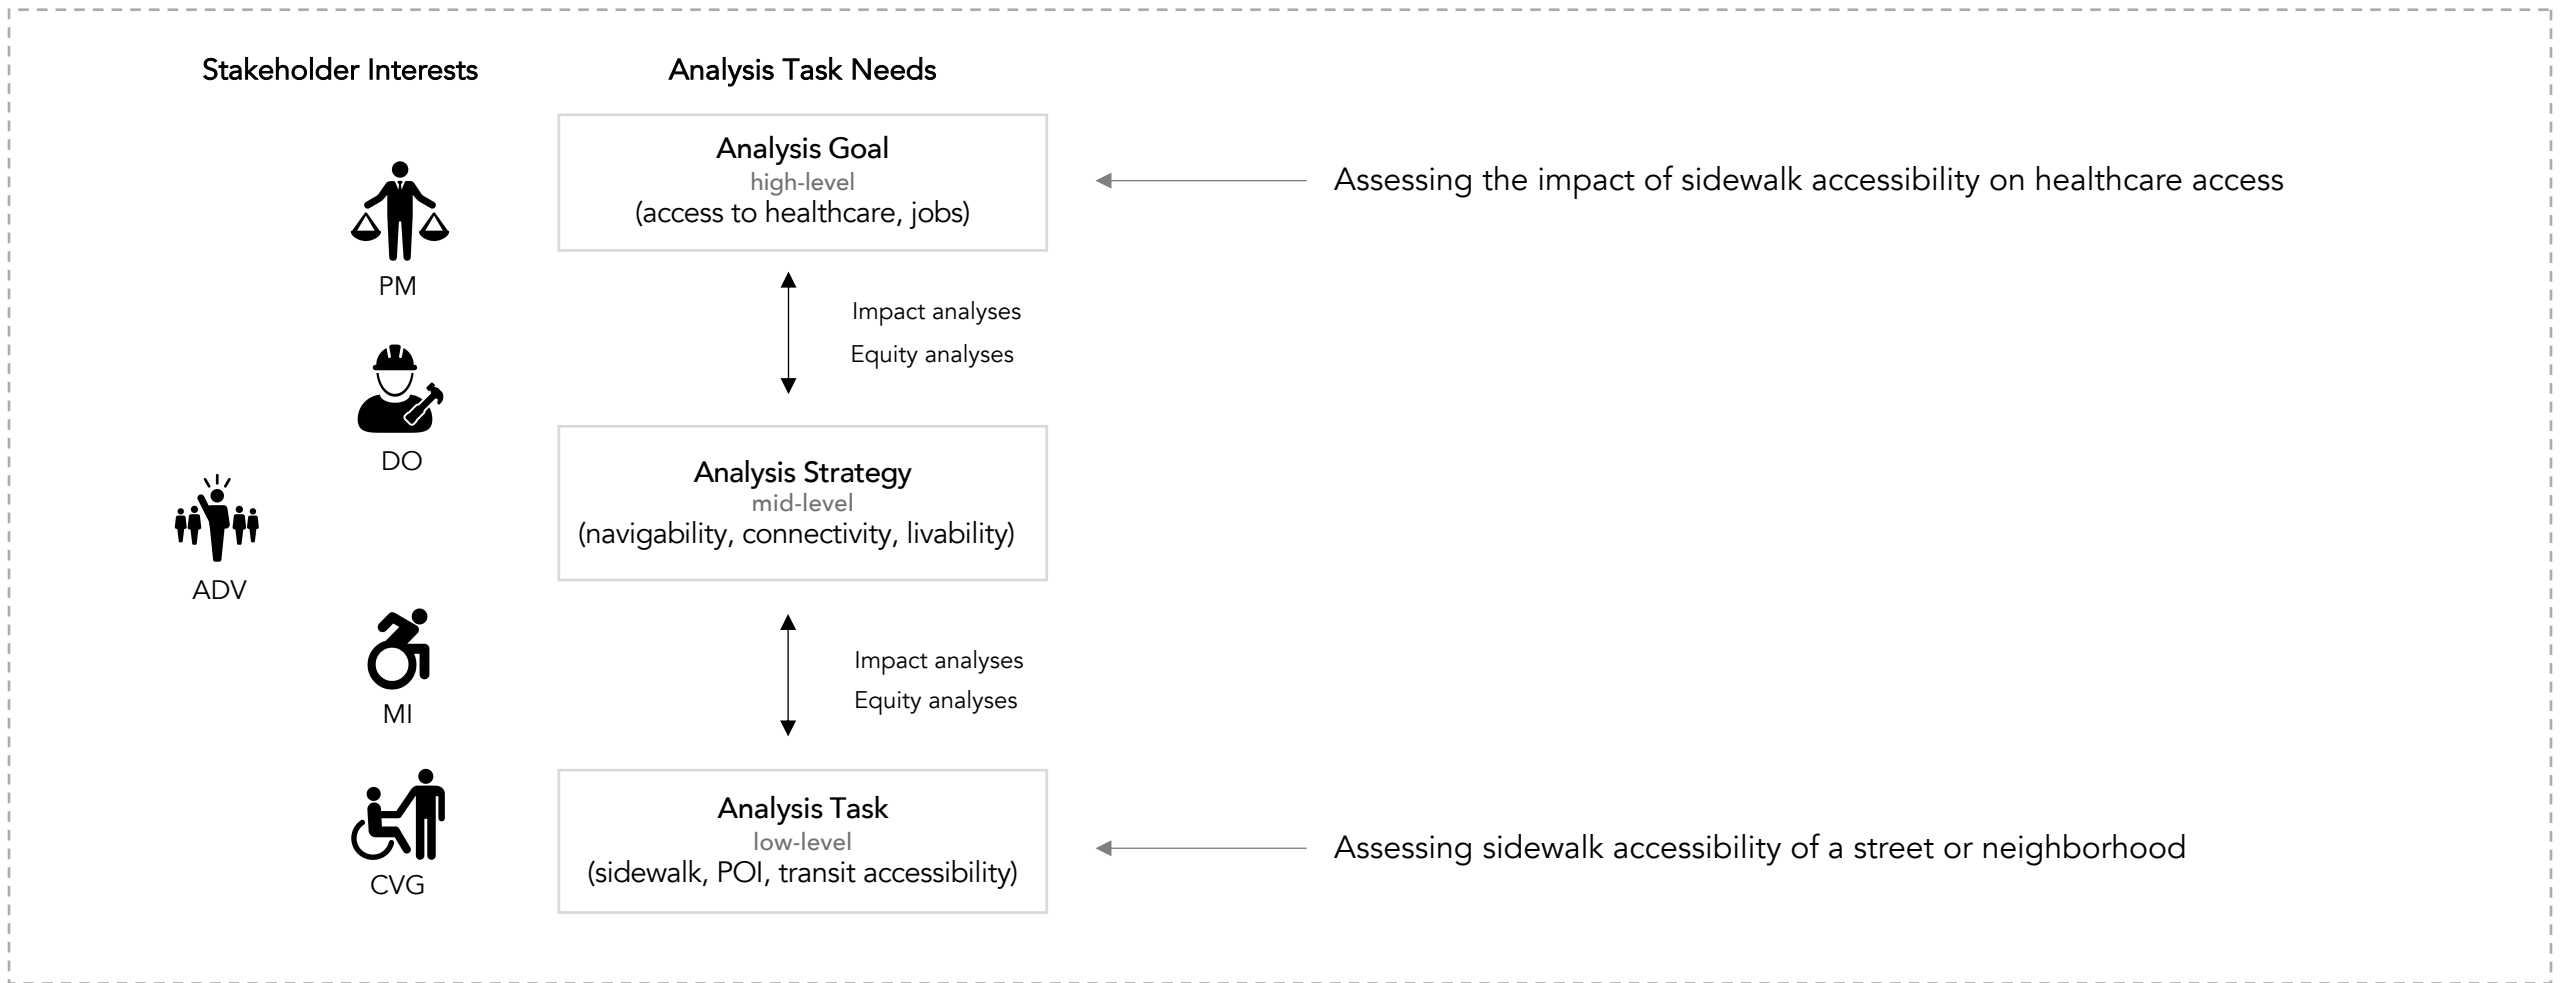 Stakeholder Interests
Analysis Task Needs
PM
DO
ADV
MI
CVG
Analysis Goal
high-level
(access to healthcare, jobs)
Impact analyses
Equity analyses
Analysis Strategy
mid-level
(navigability, connectivity, livability)
Impact analyses
Equity analyses
Analysis Task
low-level
(sidewalk, POI, transit accessibility)
Assessing the impact of sidewalk accessibility on healthcare access
Assessing sidewalk accessibility of a street or neighborhood